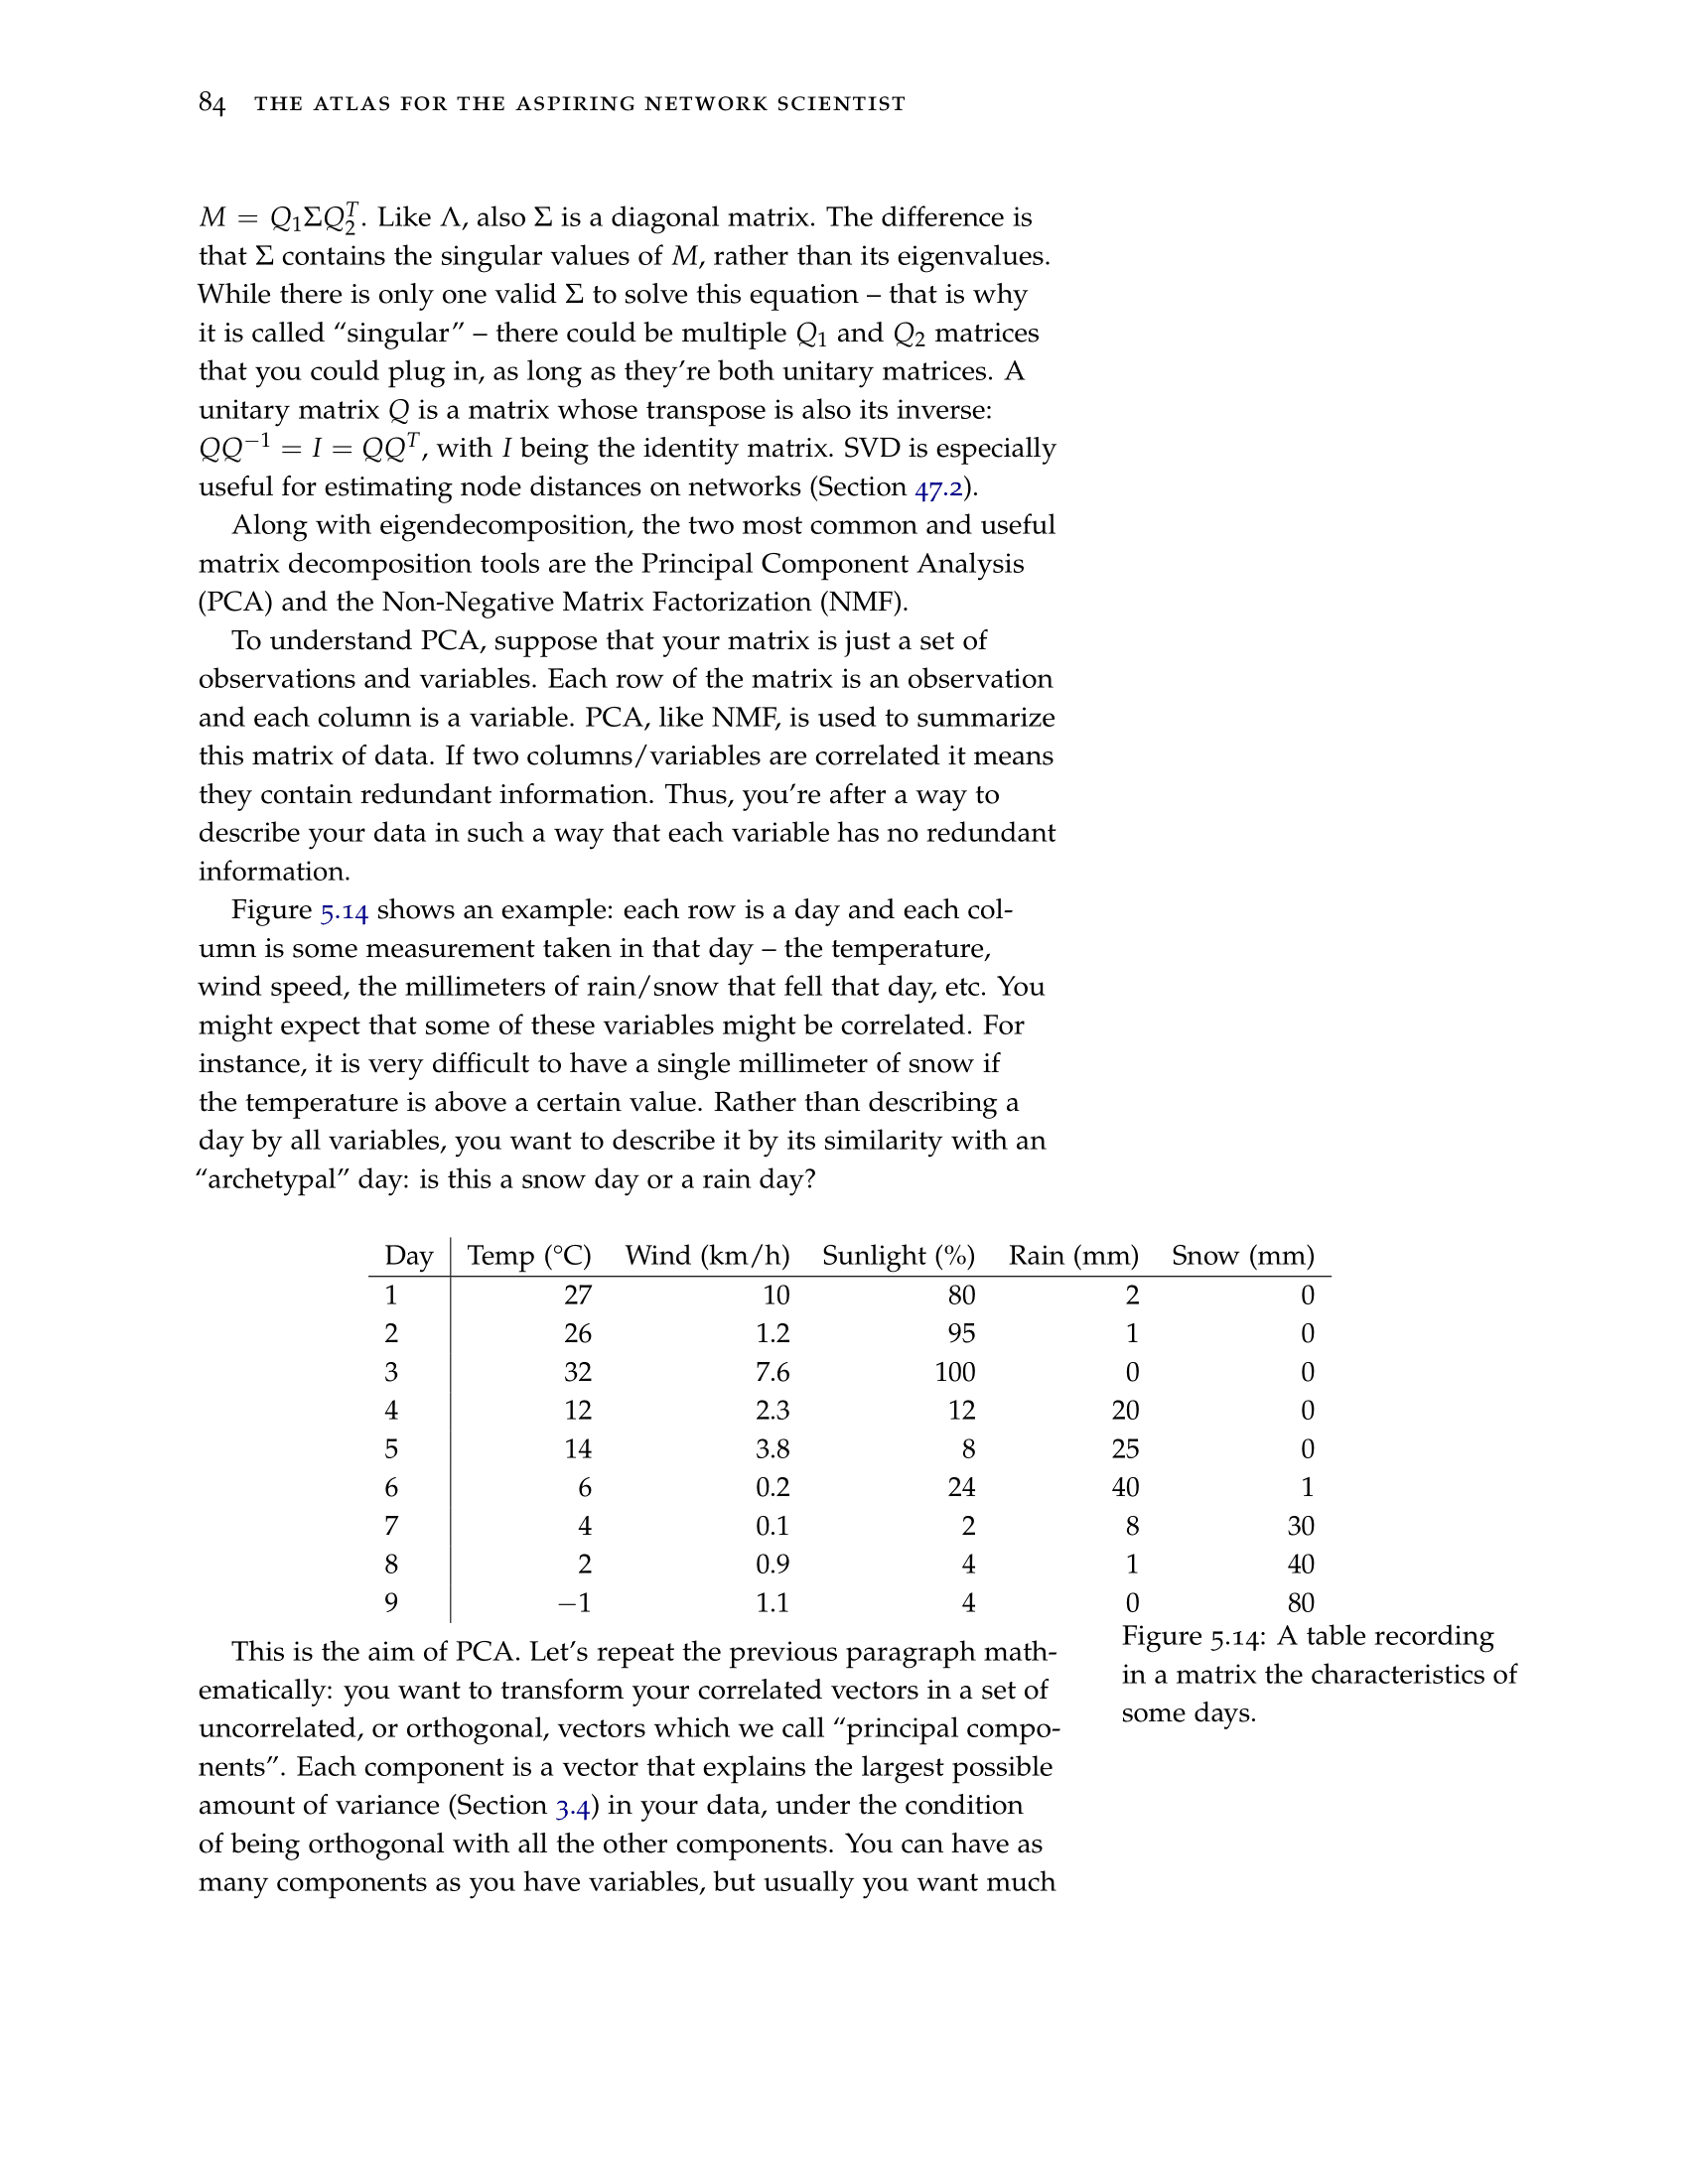 84 THE ATLAS FOR THE ASPIRING NETWORK SCIENTIST
M = Q₁ΣQ₂ᵀ. Like Λ, also Σ is a diagonal matrix. The difference is
that Σ contains the singular values of M, rather than its eigenvalues.
While there is only one valid Σ to solve this equation – that is why
it is called “singular” – there could be multiple Q₁ and Q₂ matrices
that you could plug in, as long as they’re both unitary matrices. A
unitary matrix Q is a matrix whose transpose is also its inverse:
QQ⁻¹ = I = QQᵀ, with I being the identity matrix. SVD is especially
useful for estimating node distances on networks (Section 47.2).
Along with eigendecomposition, the two most common and useful
matrix decomposition tools are the Principal Component Analysis
(PCA) and the Non-Negative Matrix Factorization (NMF).
To understand PCA, suppose that your matrix is just a set of
observations and variables. Each row of the matrix is an observation
and each column is a variable. PCA, like NMF, is used to summarize
this matrix of data. If two columns/variables are correlated it means
they contain redundant information. Thus, you’re after a way to
describe your data in such a way that each variable has no redundant
information.
Figure 5.14 shows an example: each row is a day and each col-
umn is some measurement taken in that day – the temperature,
wind speed, the millimeters of rain/snow that fell that day, etc. You
might expect that some of these variables might be correlated. For
instance, it is very difficult to have a single millimeter of snow if
the temperature is above a certain value. Rather than describing a
day by all variables, you want to describe it by its similarity with an
“archetypal” day: is this a snow day or a rain day?
Day Temp (°C) Wind (km/h) Sunlight (%) Rain (mm) Snow (mm)
1 27 10 80 2 0
2 26 1.2 95 1 0
3 32 7.6 100 0 0
4 12 2.3 12 20 0
5 14 3.8 8 25 0
6 6 0.2 24 40 1
7 4 0.1 2 8 30
8 2 0.9 4 1 40
9 −1 1.1 4 0 80
Figure 5.14: A table recording
in a matrix the characteristics of
some days.
This is the aim of PCA. Let’s repeat the previous paragraph math-
ematically: you want to transform your correlated vectors in a set of
uncorrelated, or orthogonal, vectors which we call “principal compo-
nents”. Each component is a vector that explains the largest possible
amount of variance (Section 3.4) in your data, under the condition
of being orthogonal with all the other components. You can have as
many components as you have variables, but usually you want much